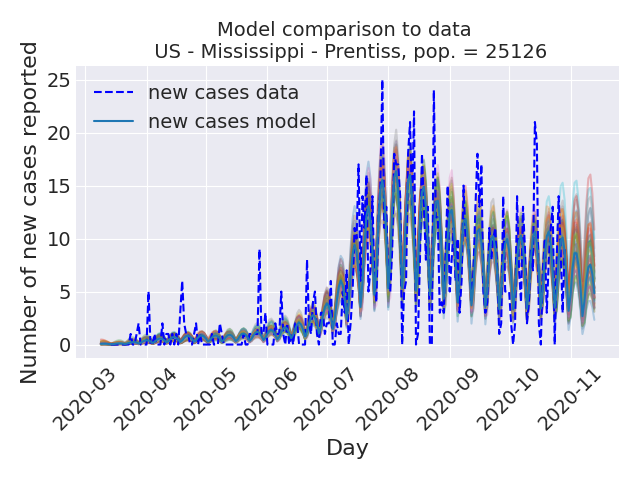 Model comparison to data
US - Mississippi - Prentiss, pop. = 25126
Number of new cases reported
25
20
15
10
5
0
new cases data
new cases model
2020-03
2020-04
2020-05
2020-06
2020-07
2020-08
2020-09
2020-10
2020-11
Day